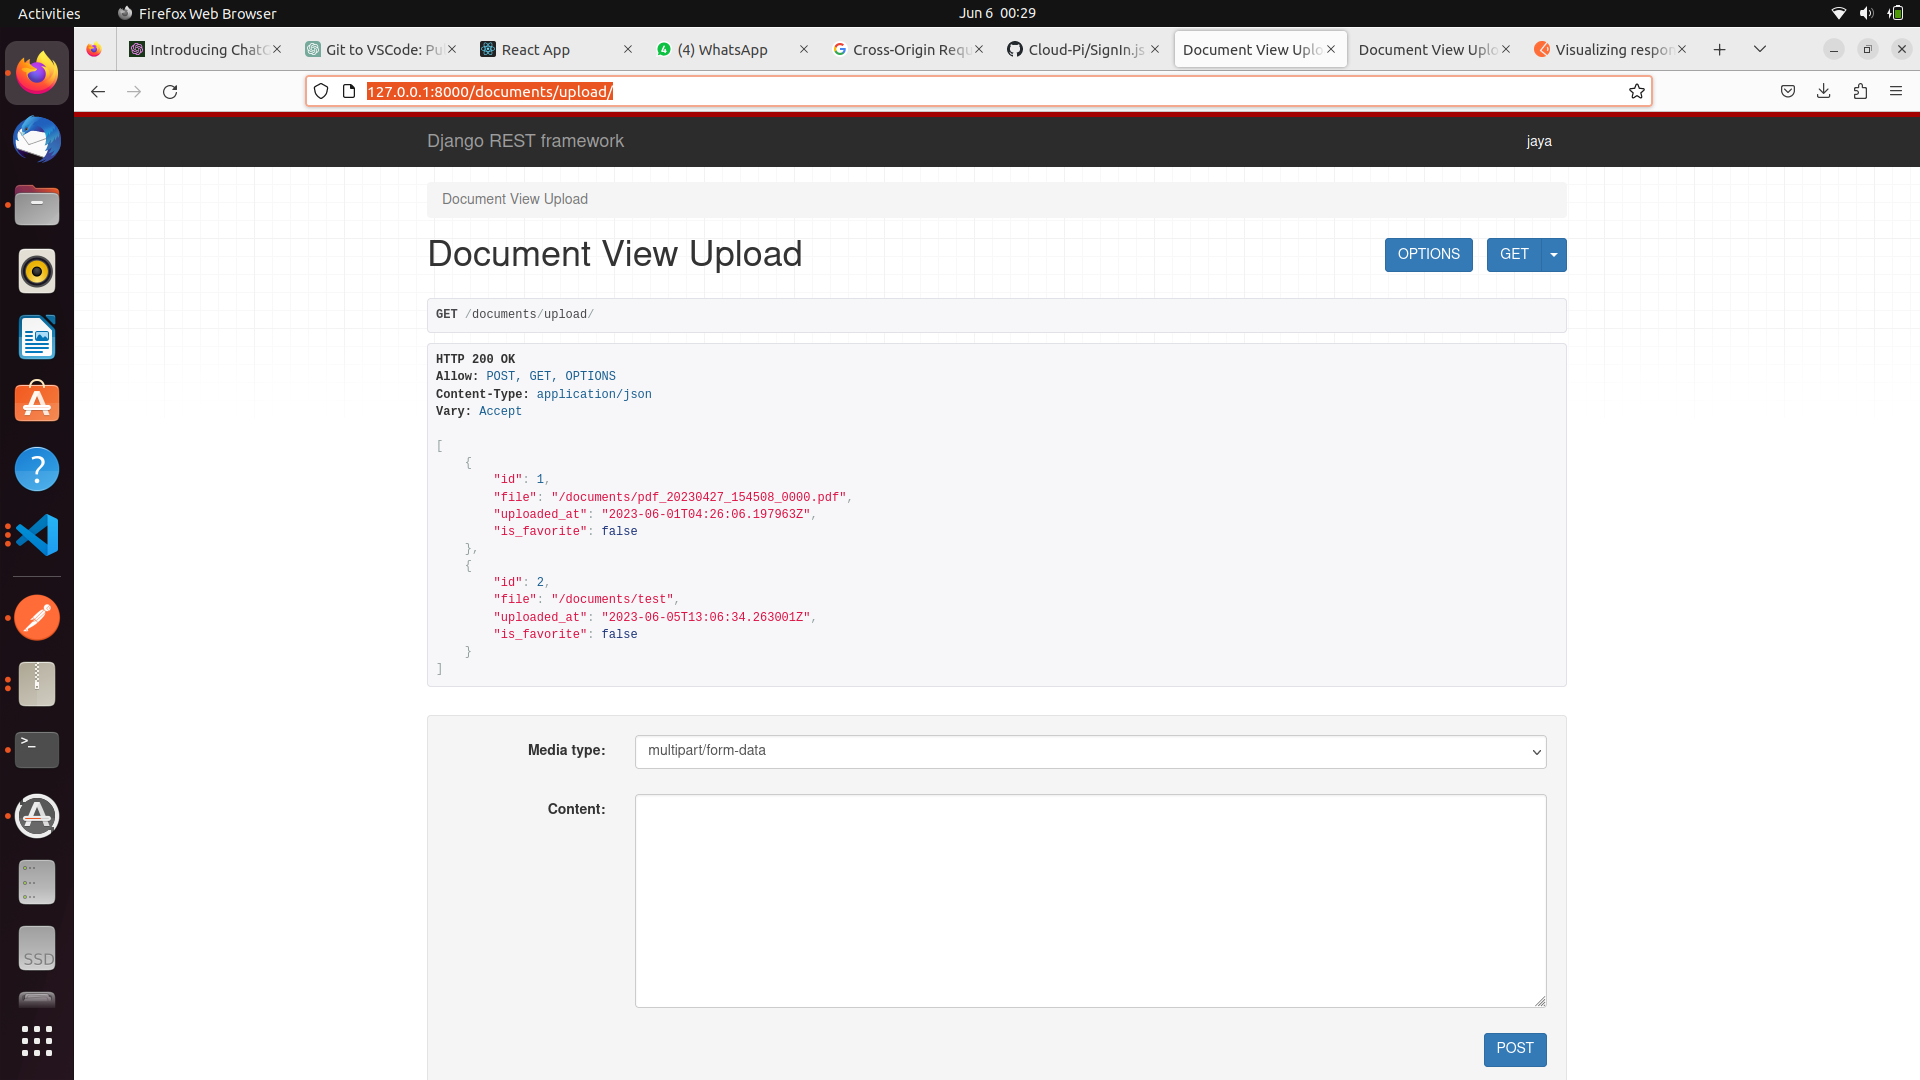 Activities
Firefox Web Browser
Jun 6 00:29
Introducing ChatG
Git to VSCode: Pu
React App
(4) WhatsApp
Cross-Origin Requ
Cloud-Pi/SignIn.js
Document View Uplo
Document View Uplo
Visualizing respon
127.0.0.1:8000/documents/upload/
Django REST framework
jaya
Document View Upload
Document View Upload
OPTIONS
GET
GET /documents/upload/
HTTP 200 OK
Allow: POST, GET, OPTIONS
Content-Type: application/json
Vary: Accept
[
{
"id": 1,
"file": "/documents/pdf_20230427_154508_0000.pdf",
"uploaded_at": "2023-06-01T04:26:06.197963Z",
"is_favorite": false
},
{
"id": 2,
"file": "/documents/test",
"uploaded_at": "2023-06-05T13:06:34.263001Z",
"is_favorite": false
}
]
Media type:
multipart/form-data
Content:
SSD
POST